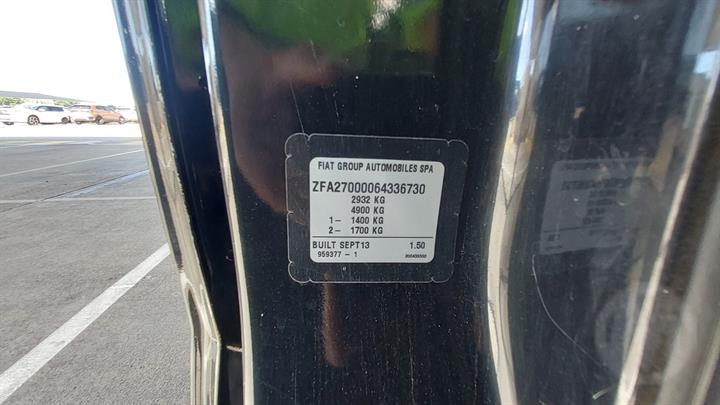 FIAT GROUP AUTOMOBILES SPA
ZFA27000064336730
2932 KG
4900 KG
1- 1400 KG
2- 1700 KG
BUILT SEPT13 1.50
959377 - 1